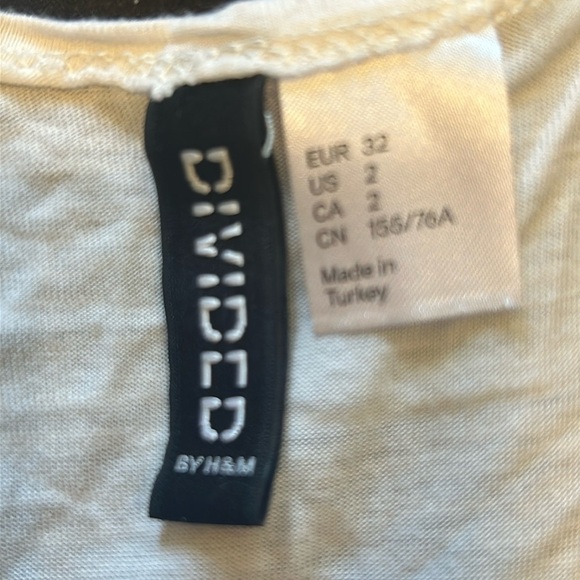 DIVIDED
BY H&M
EUR 32
US 2
CA 2
CN 155/76A
Made in
Turkey